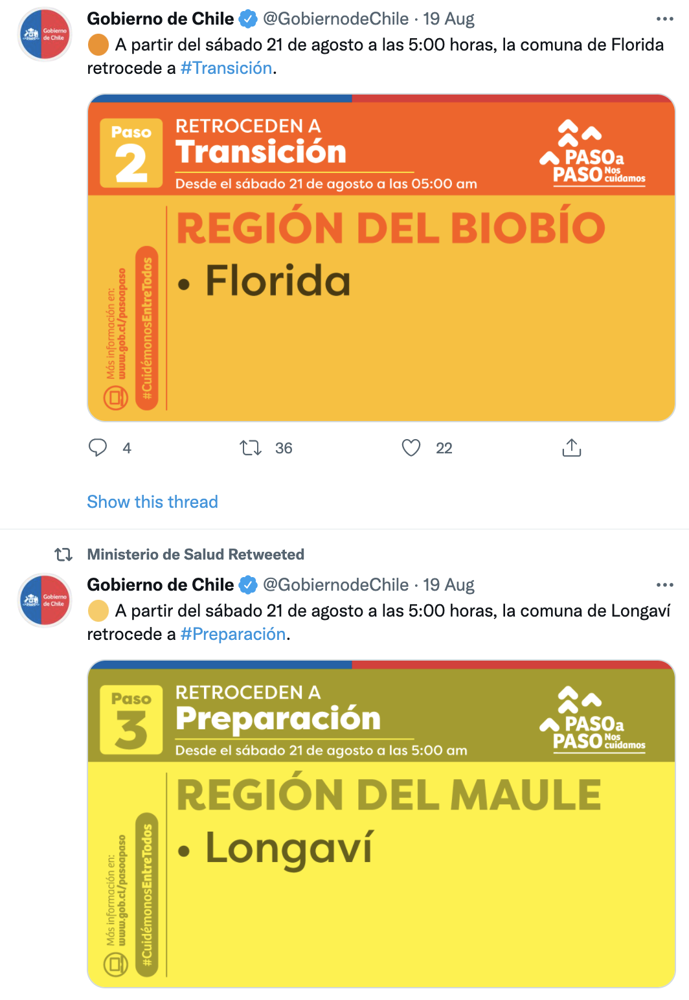 Gobierno de Chile @GobiernodeChile · 19 Aug
Gobierno
de Chile
A partir del sábado 21 de agosto a las 5:00 horas, la comuna de Florida
retrocede a #Transición.
Paso
2
RETROCEDEN A
Transición
Desde el sábado 21 de agosto a las 05:00 am
PASO a
PASO Nos
cuidamos
REGIÓN DEL BIOBÍO
• Florida
Más información en:
www.gob.cl/pasoapaso
#CuidémonosEntreTodos
4 36 22
Show this thread
Ministerio de Salud Retweeted
Gobierno de Chile @GobiernodeChile · 19 Aug
Gobierno
de Chile
A partir del sábado 21 de agosto a las 5:00 horas, la comuna de Longaví
retrocede a #Preparación.
Paso
3
RETROCEDEN A
Preparación
Desde el sábado 21 de agosto a las 5:00 am
PASO a
PASO Nos
cuidamos
REGIÓN DEL MAULE
• Longaví
Más información en:
www.gob.cl/pasoapaso
#CuidémonosEntreTodos